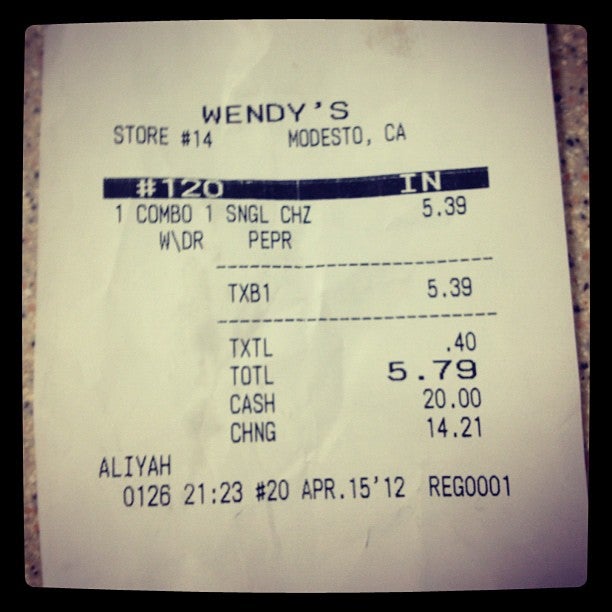 WENDY'S
STORE #14 MODESTO, CA
#120 IN
1 COMBO 1 SNGL CHZ 5.39
W\DR PEPR
TXB1 5.39
TXTL .40
TOTL 5.79
CASH 20.00
CHNG 14.21
ALIYAH
0126 21:23 #20 APR.15'12 REG0001